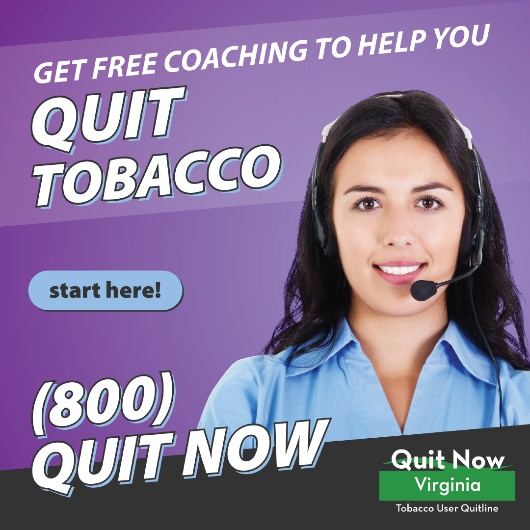 GET FREE COACHING TO HELP YOU
QUIT
TOBACCO
start here!
(800)
QUIT NOW
Quit Now
Virginia
Tobacco User Quitline